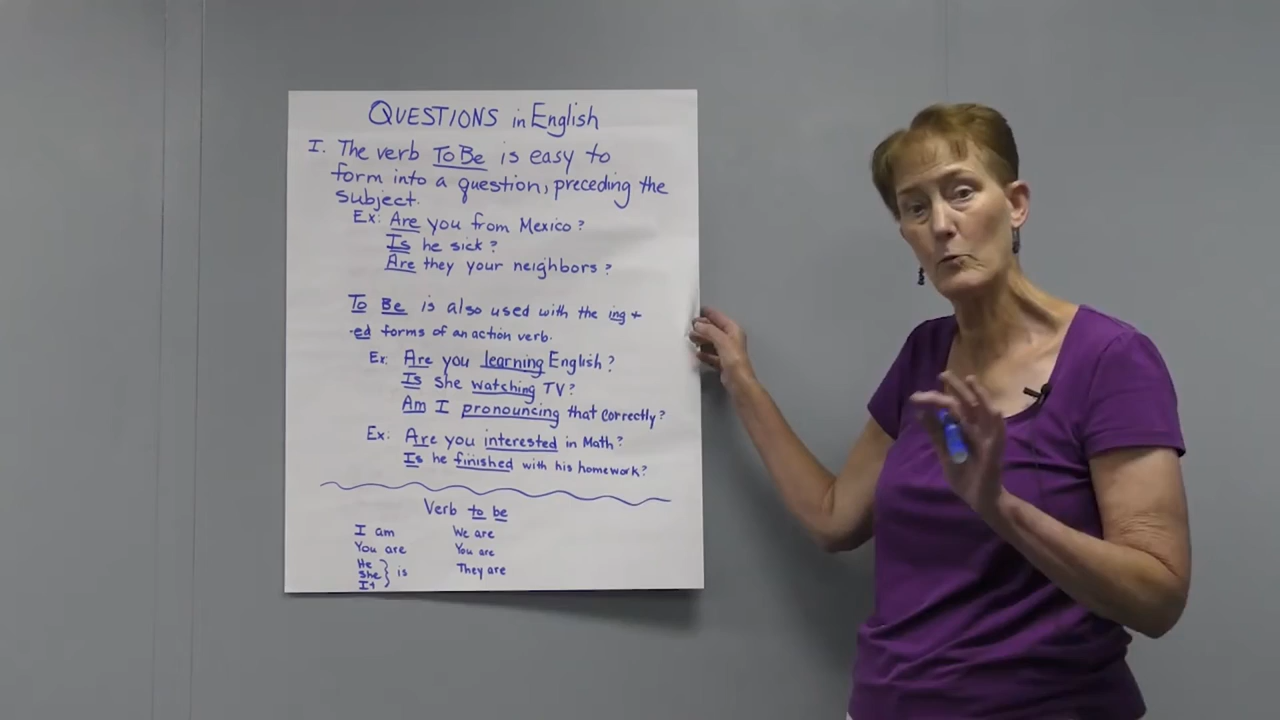 QUESTIONS in English
I. The verb To Be is easy to
form into a question, preceding the
subject.
Ex: Are you from Mexico?
Is he sick?
Are they your neighbors?
To Be is also used with the ing +
-ed forms of an action verb.
Ex: Are you learning English?
Is she watching TV?
Am I pronouncing that correctly?
Ex: Are you interested in Math?
Is he finished with his homework?
Verb to be
I am We are
You are You are
He
She } is They are
It